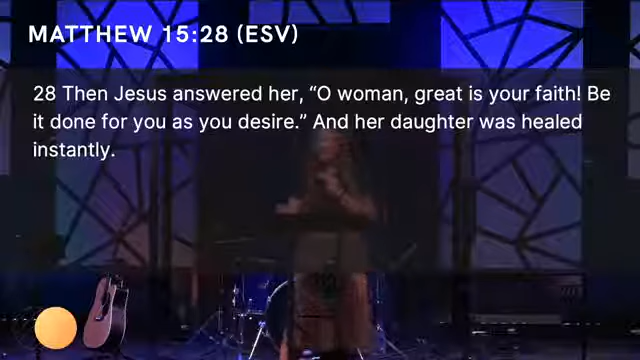 MATTHEW 15:28 (ESV)
28 Then Jesus answered her, “O woman, great is your faith! Be
it done for you as you desire.” And her daughter was healed
instantly.